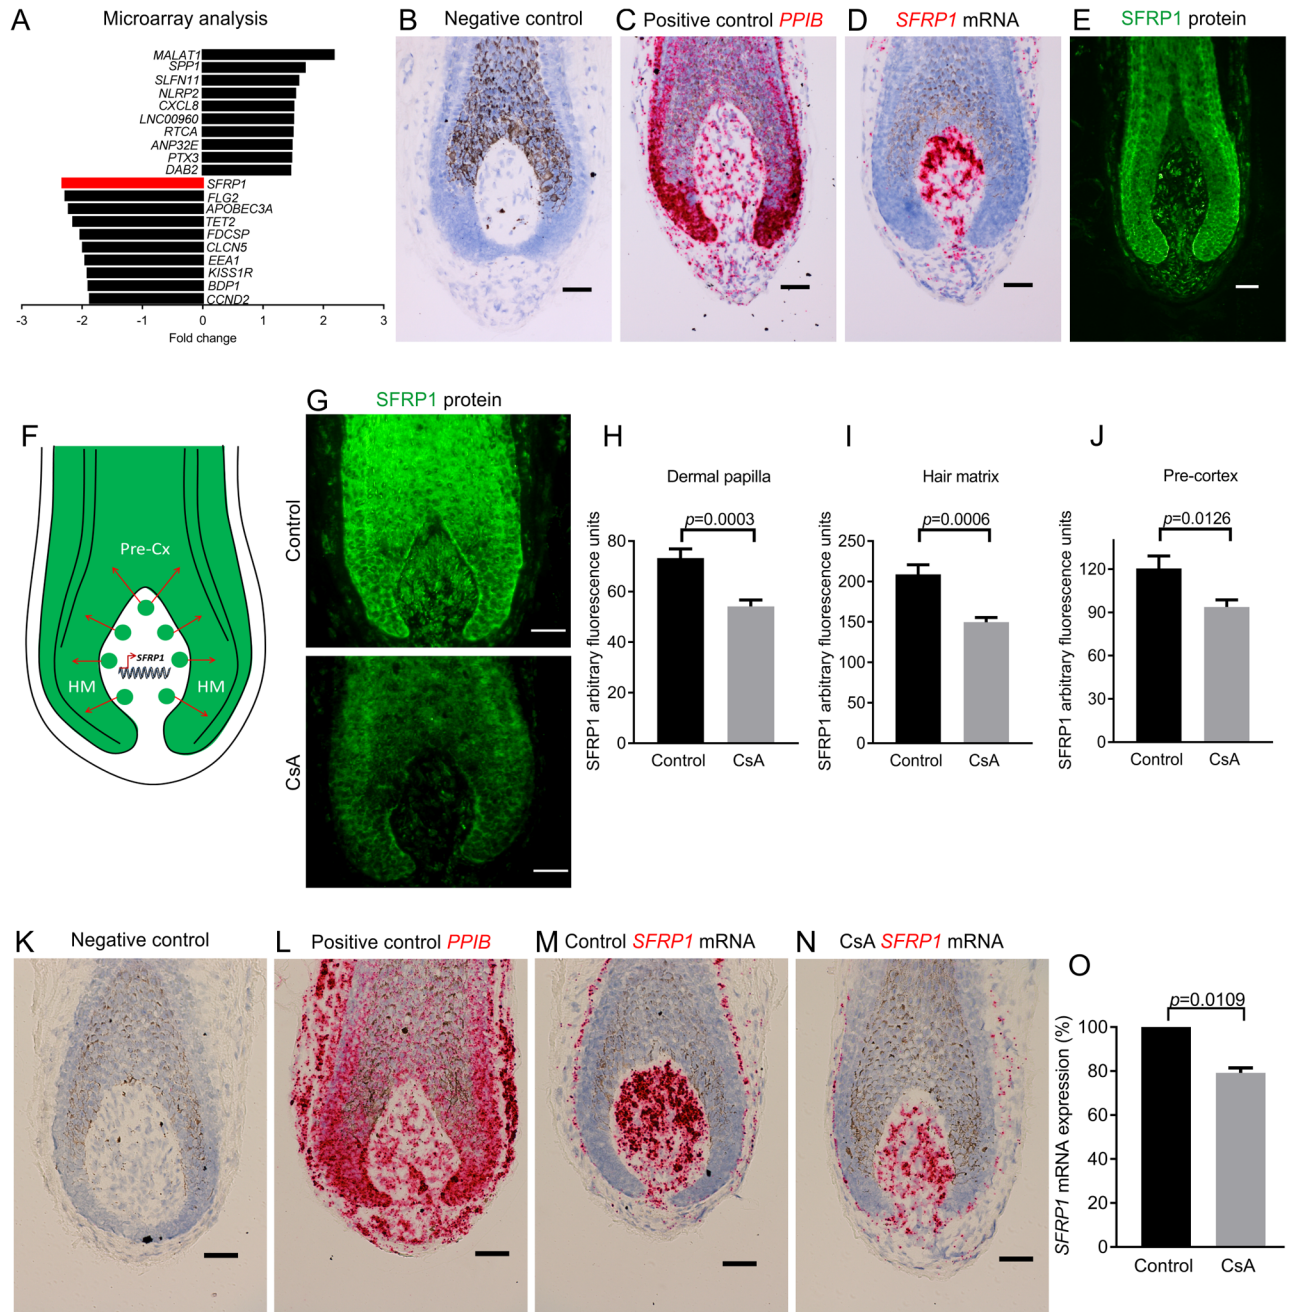 A
Microarray analysis
MALAT1
SPP1
SLFN11
NLRP2
CXCL8
LNC00960
RTCA
ANP32E
PTX3
DAB2
SFRP1
FLG2
APOBEC3A
TET2
FDCSP
CLCN5
EEA1
KISS1R
BDP1
CCND2
-3 -2 -1 0 1 2 3
Fold change
B
Negative control
C
Positive control PPIB
D
SFRP1 mRNA
E
SFRP1 protein
F
Pre-Cx
SFRP1
HM HM
G
SFRP1 protein
Control
CsA
H
Dermal papilla
p=0.0003
SFRP1 arbitrary fluorescence units
80
60
40
20
0
Control CsA
I
Hair matrix
p=0.0006
SFRP1 arbitrary fluorescence units
250
200
150
100
50
0
Control CsA
J
Pre-cortex
p=0.0126
SFRP1 arbitrary fluorescence units
120
90
60
30
0
Control CsA
K
Negative control
L
Positive control PPIB
M
Control SFRP1 mRNA
N
CsA SFRP1 mRNA
O
p=0.0109
SFRP1 mRNA expression (%)
100
80
60
40
20
0
Control CsA